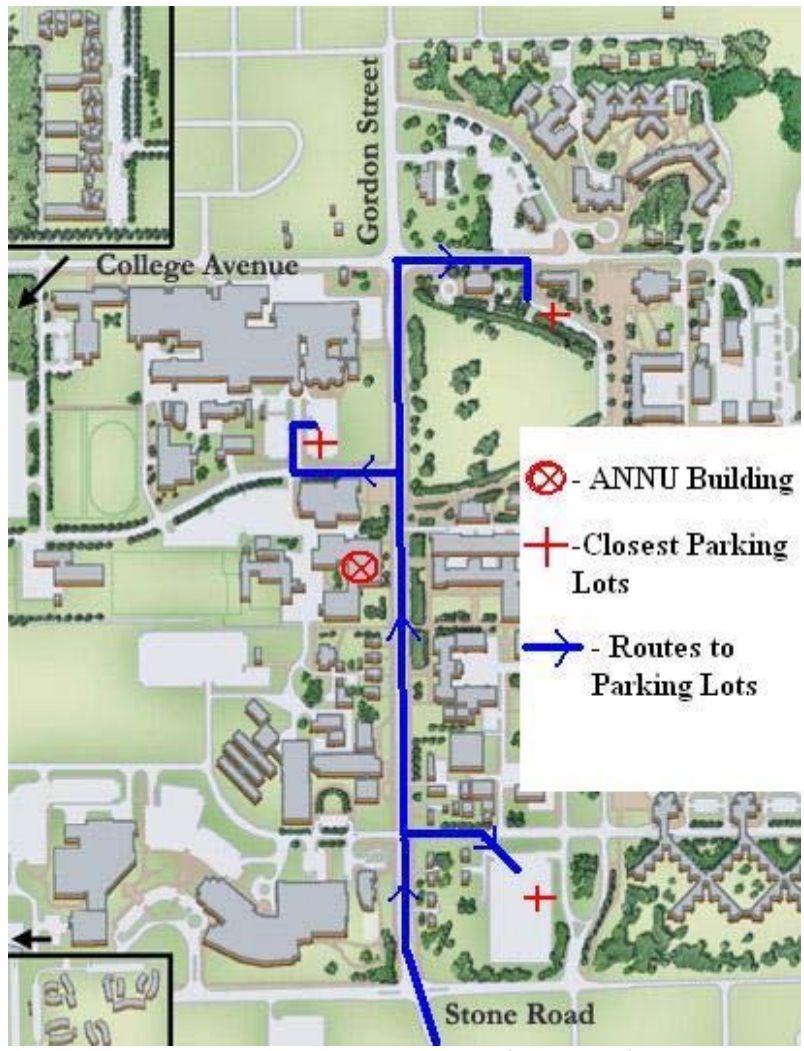 Gordon Street
College Avenue
- ANNU Building
-Closest Parking
Lots
- Routes to
Parking Lots
Stone Road